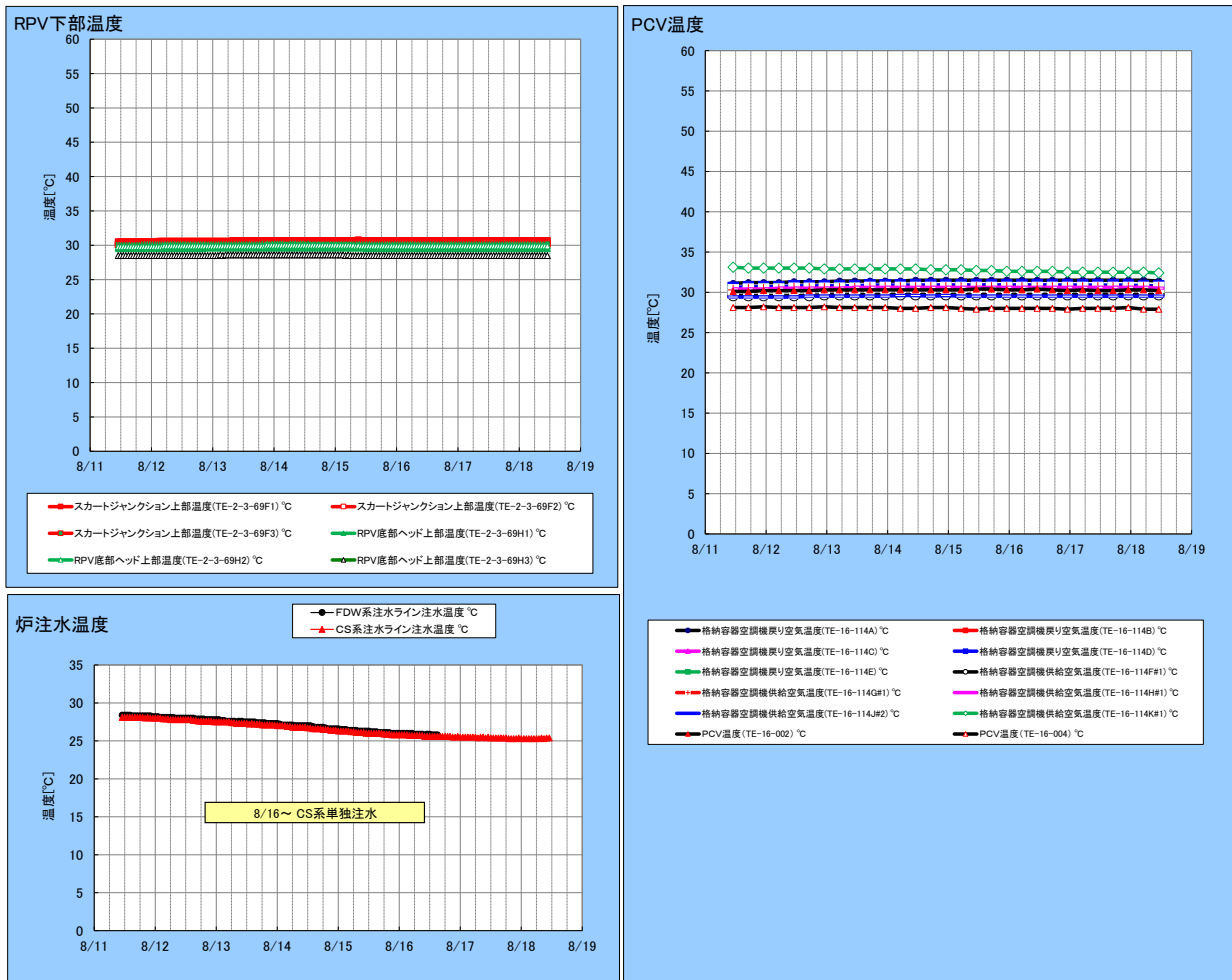 RPV下部温度
60
55
50
45
40
35
30
25
20
15
10
5
0
温度[℃]
8/11 8/12 8/13 8/14 8/15 8/16 8/17 8/18 8/19
スカートジャンクション上部温度(TE-2-3-69F1) ℃ スカートジャンクション上部温度(TE-2-3-69F2) ℃
スカートジャンクション上部温度(TE-2-3-69F3) ℃ RPV底部ヘッド上部温度(TE-2-3-69H1) ℃
RPV底部ヘッド上部温度(TE-2-3-69H2) ℃ RPV底部ヘッド上部温度(TE-2-3-69H3) ℃
炉注水温度
FDW系注水ライン注水温度 ℃
CS系注水ライン注水温度 ℃
35
30
25
20
15
10
5
0
温度[℃]
8/16～ CS系単独注水
8/11 8/12 8/13 8/14 8/15 8/16 8/17 8/18 8/19
PCV温度
60
55
50
45
40
35
30
25
20
15
10
5
0
温度[℃]
8/11 8/12 8/13 8/14 8/15 8/16 8/17 8/18 8/19
格納容器空調機戻り空気温度(TE-16-114A) ℃ 格納容器空調機戻り空気温度(TE-16-114B) ℃
格納容器空調機戻り空気温度(TE-16-114C) ℃ 格納容器空調機戻り空気温度(TE-16-114D) ℃
格納容器空調機戻り空気温度(TE-16-114E) ℃ 格納容器空調機供給空気温度(TE-16-114F#1) ℃
格納容器空調機供給空気温度(TE-16-114G#1) ℃ 格納容器空調機供給空気温度(TE-16-114H#1) ℃
格納容器空調機供給空気温度(TE-16-114J#2) ℃ 格納容器空調機供給空気温度(TE-16-114K#1) ℃
PCV温度(TE-16-002) ℃ PCV温度(TE-16-004) ℃